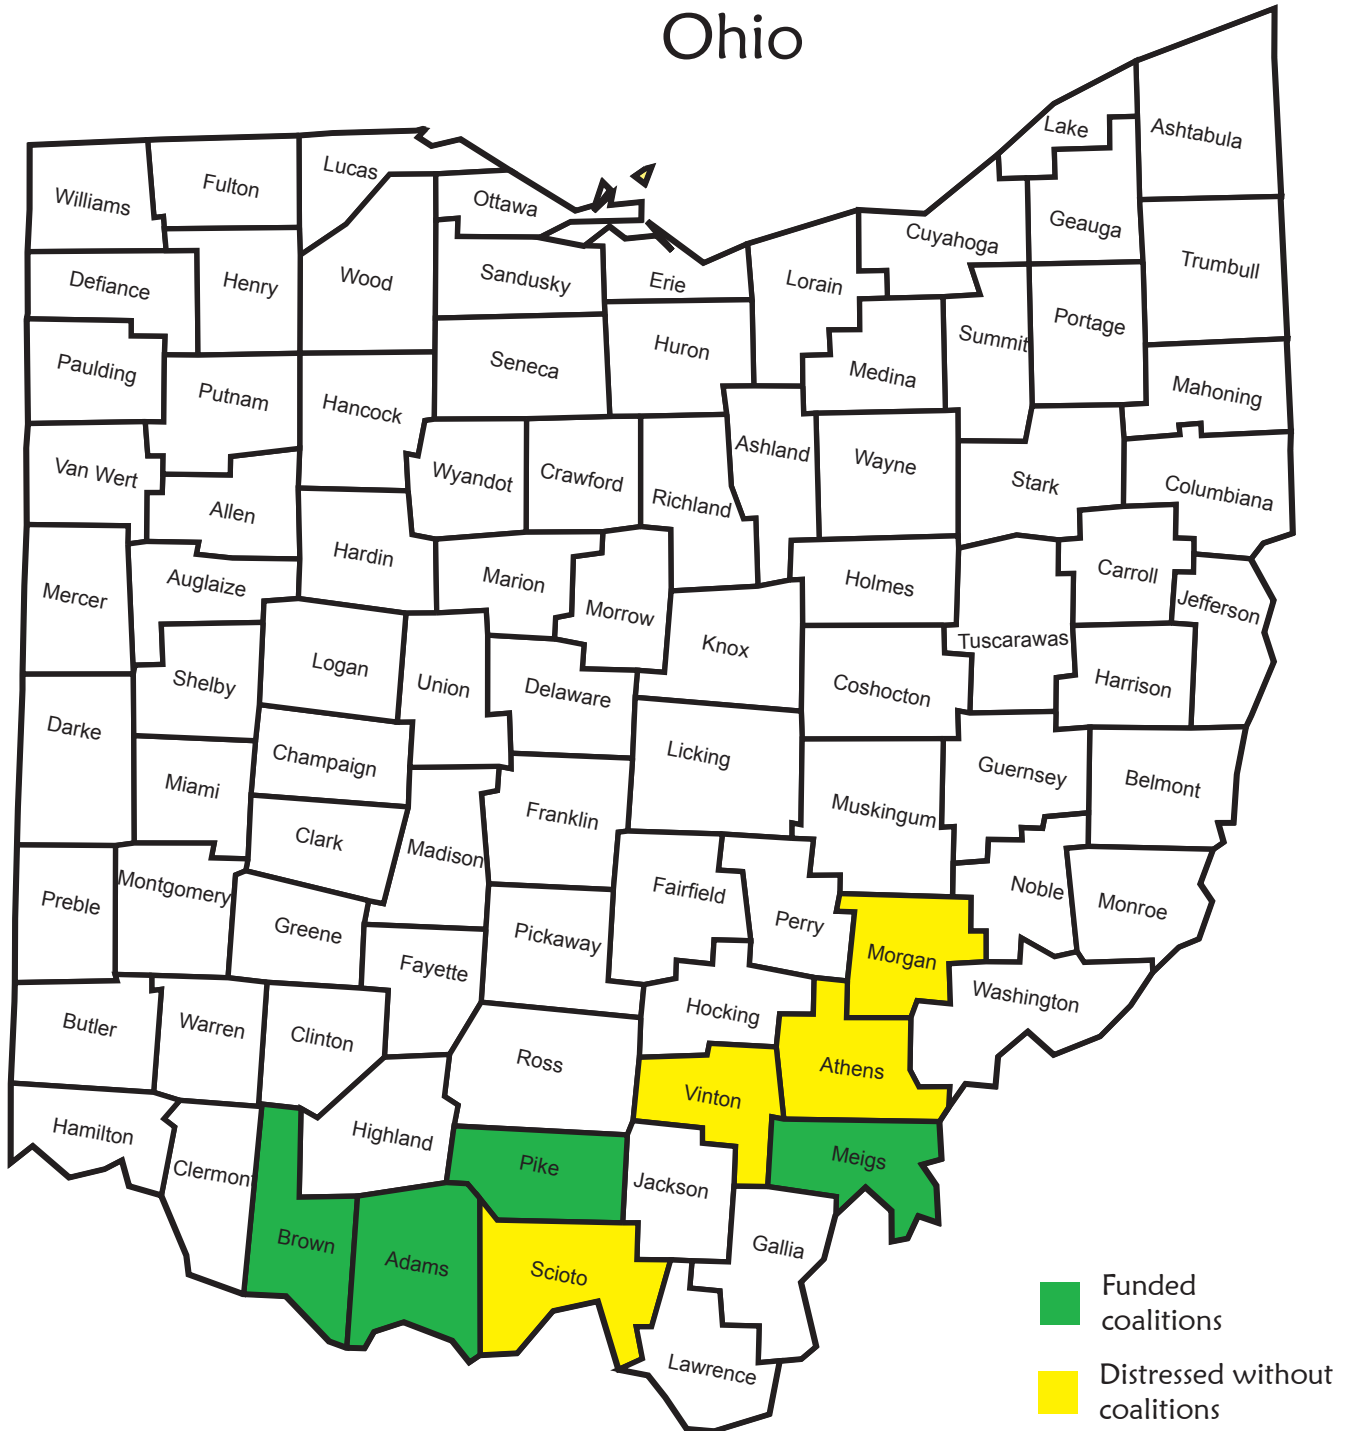 Ohio
Lake
Ashtabula
Lucas
Fulton
Williams
Ottawa
Geauga
Cuyahoga
Trumbull
Wood
Sandusky
Erie
Lorain
Henry
Defiance
Portage
Summit
Huron
Medina
Seneca
Paulding
Putnam
Hancock
Mahoning
Ashland
Wayne
Van Wert
Wyandot
Crawford
Richland
Stark
Columbiana
Allen
Hardin
Marion
Holmes
Carroll
Jefferson
Auglaize
Mercer
Morrow
Knox
Tuscarawas
Shelby
Logan
Union
Delaware
Coshocton
Harrison
Darke
Champaign
Licking
Guernsey
Belmont
Miami
Franklin
Muskingum
Clark
Madison
Montgomery
Fairfield
Noble
Monroe
Preble
Greene
Perry
Pickaway
Morgan
Fayette
Washington
Hocking
Butler
Warren
Clinton
Ross
Athens
Vinton
Hamilton
Highland
Clermont
Pike
Jackson
Meigs
Brown
Adams
Scioto
Gallia
Lawrence
Funded
coalitions
Distressed without
coalitions